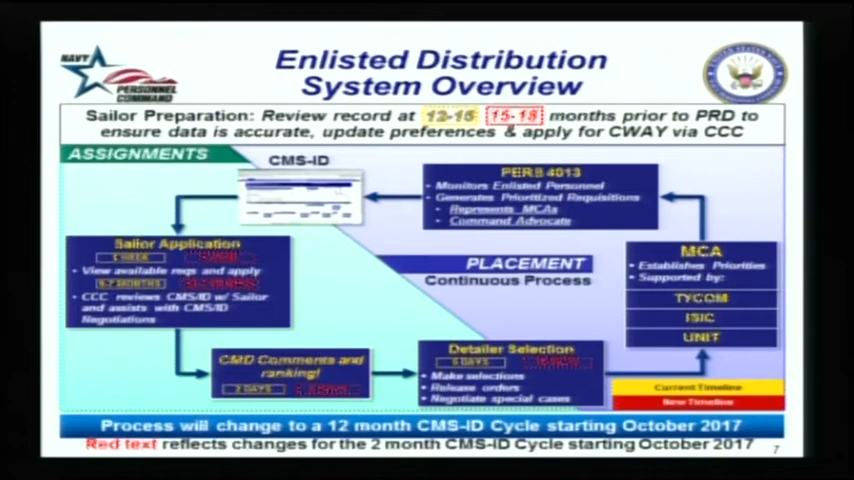 NAVY
PERSONNEL
COMMAND
Enlisted Distribution
System Overview
Sailor Preparation: Review record at 12-15 15-18 months prior to PRD to
ensure data is accurate, update preferences & apply for CWAY via CCC
ASSIGNMENTS
CMS-ID
PERS 4013
• Monitors Enlisted Personnel
• Generates Prioritized Requisitions
• Represents MCAs
• Command Advocate
Sailor Application
• View available reqs and apply
MONTHS
• CCC reviews CMS/ID w/ Sailor
and assists with CMS/ID
Negotiations
PLACEMENT
Continuous Process
MCA
• Establishes Priorities
• Supported by:
TYCOM
ISIC
UNIT
CMD Comments and
ranking!
2 DAYS
Detailer Selection
5 DAYS
• Make selections
• Release orders
• Negotiate special cases
Current Timeline
New Timeline
Process will change to a 12 month CMS-ID Cycle starting October 2017
Red text reflects changes for the 2 month CMS-ID Cycle starting October 2017
7